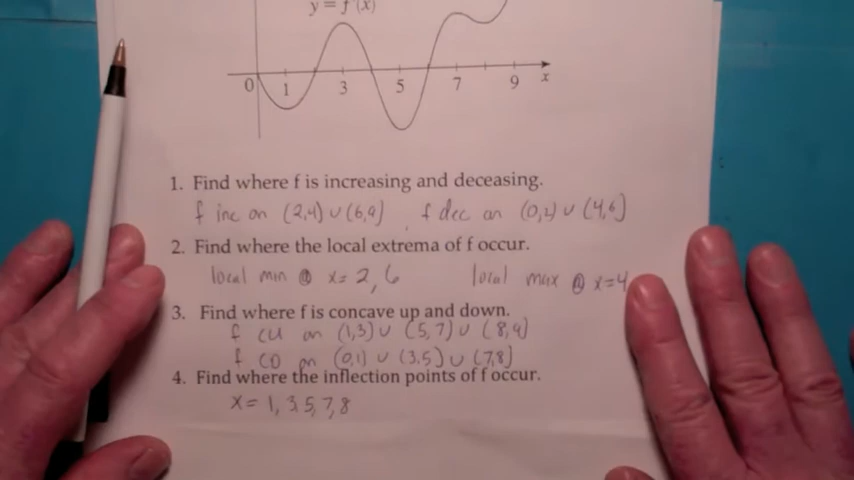 y = f'(x)
0 1 3 5 7 9 x
1. Find where f is increasing and deceasing.
f inc on (2,4) ∪ (6,9) , f dec on (0,2) ∪ (4,6)
2. Find where the local extrema of f occur.
local min @ x = 2, 6 local max @ x=4
3. Find where f is concave up and down.
f CU on (1,3) ∪ (5,7) ∪ (8,9)
f CD on (0,1) ∪ (3,5) ∪ (7,8)
4. Find where the inflection points of f occur.
x = 1, 3, 5, 7, 8